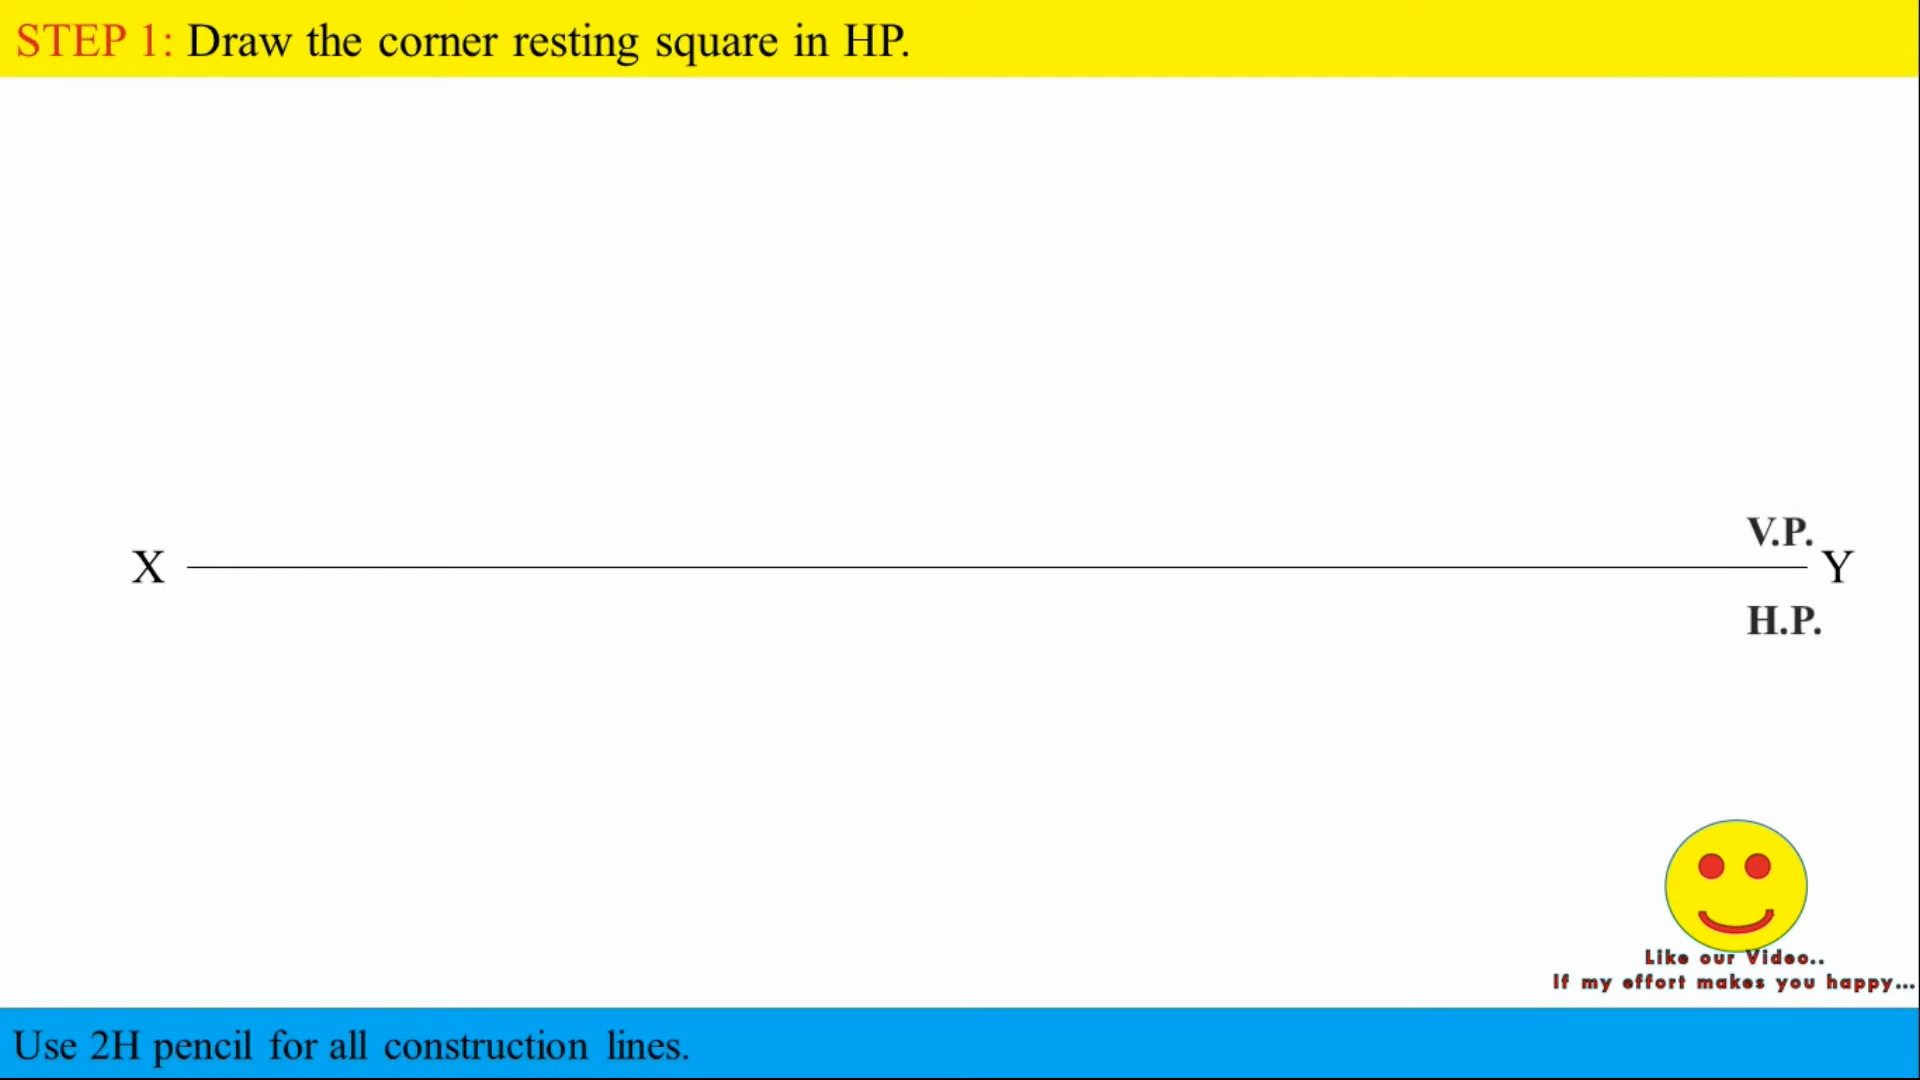 STEP 1: Draw the corner resting square in HP.
V.P.
X
Y
H.P.
Like our Video..
If my effort makes you happy...
Use 2H pencil for all construction lines.